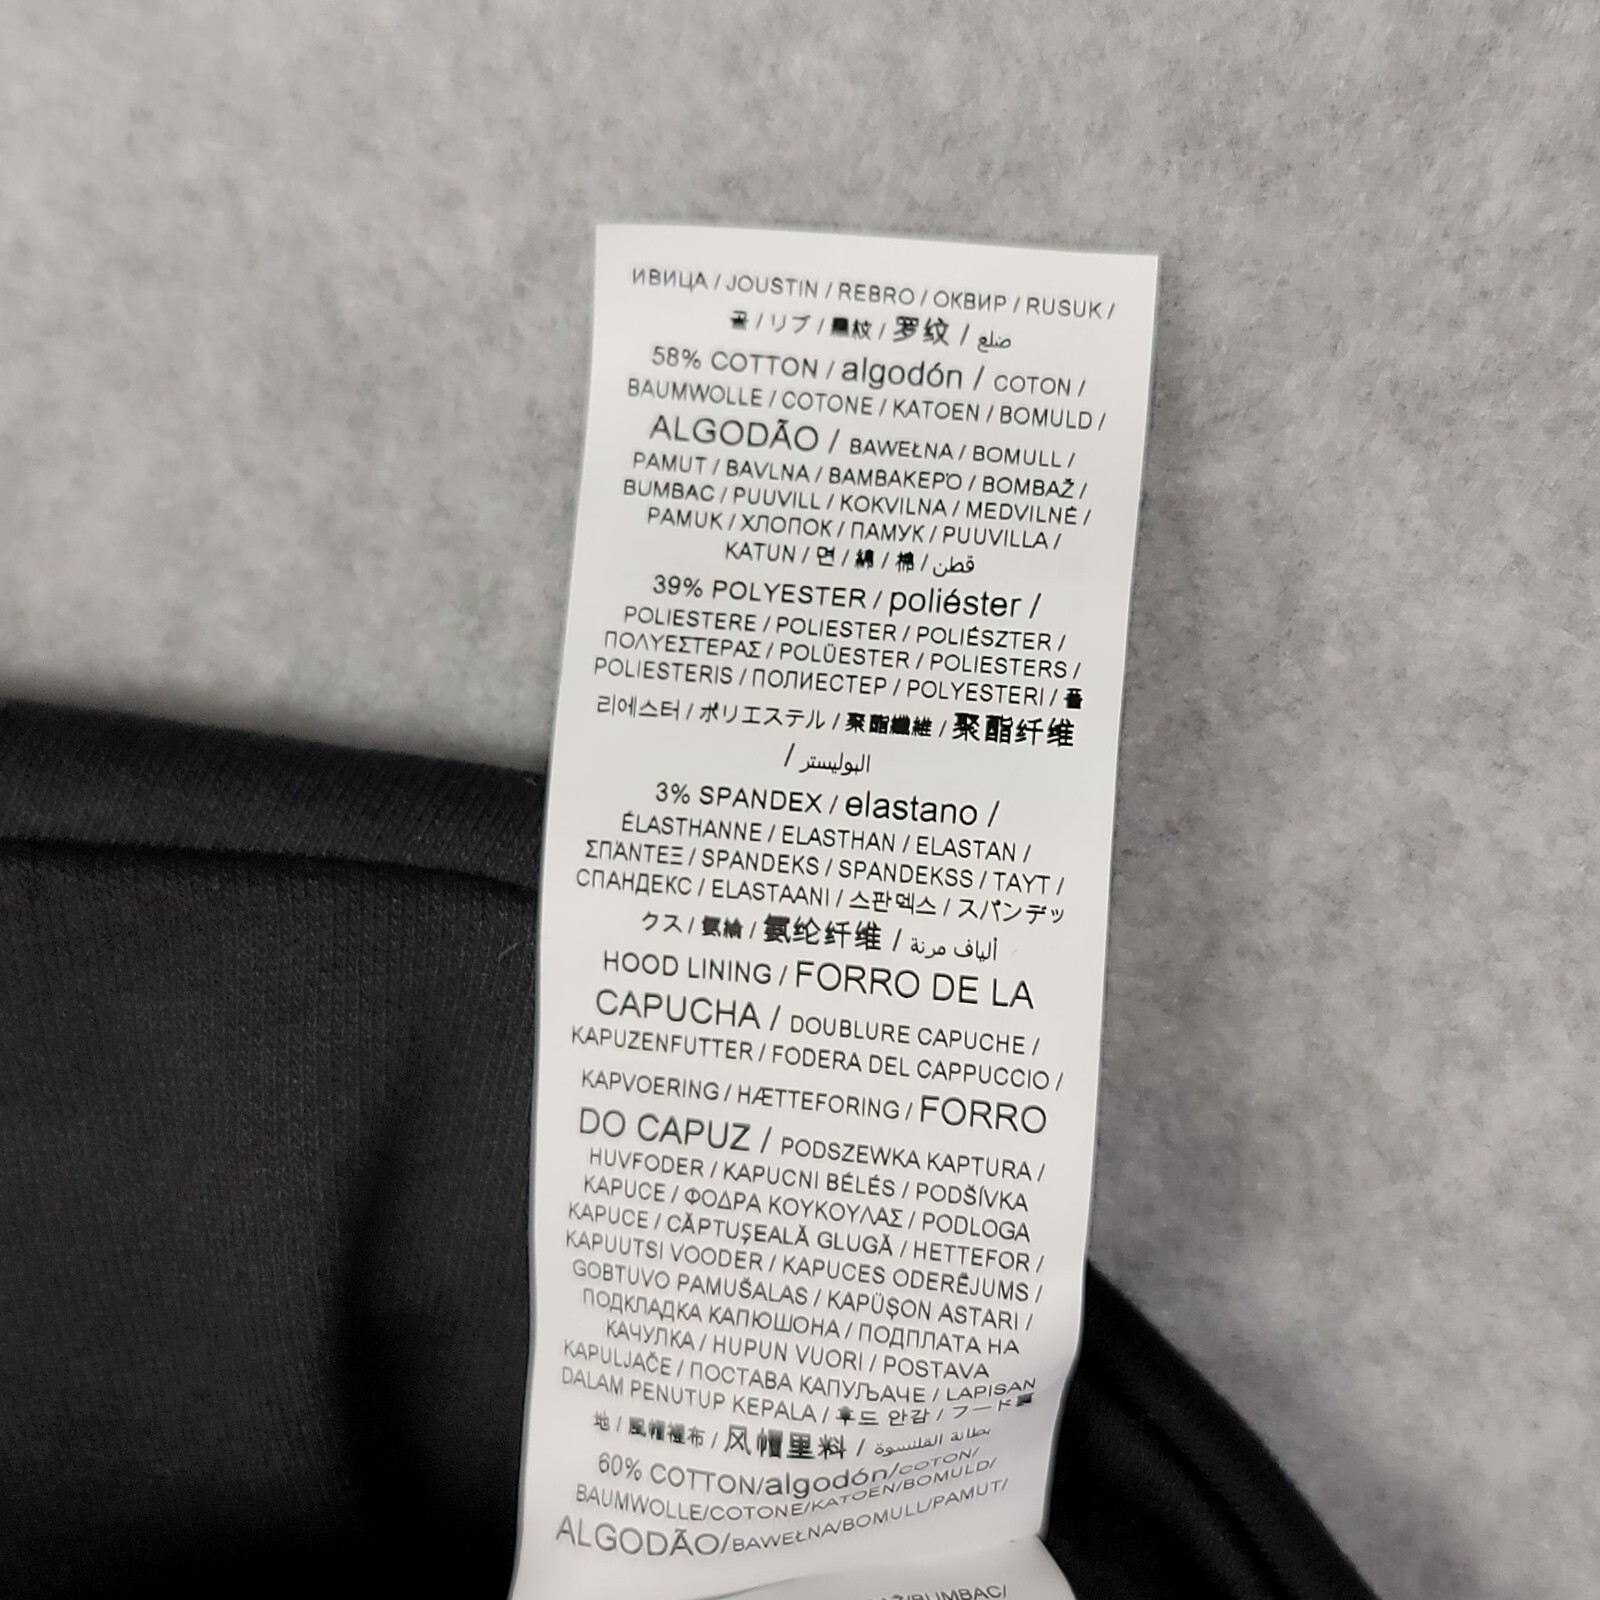 ИВИЦА / JOUSTIN / REBRO / ОКВИР / RUSUK /
골 / リブ / 羅紋 / 罗纹 / ضلع
58% COTTON / algodón / COTON /
BAUMWOLLE / COTONE / KATOEN / BOMULD /
ALGODÃO / BAWEŁNA / BOMULL /
PAMUT / BAVLNA / ΒΑΜΒΑΚΕΡΌ / BOMBAŽ /
BUMBAC / PUUVILL / KOKVILNA / MEDVILNĖ /
PAMUK / ХЛОПОК / ПАМУК / PUUVILLA /
KATUN / 면 / 綿 / 棉 / قطن
39% POLYESTER / poliéster /
POLIESTERE / POLIESTER / POLIÉSZTER /
ΠΟΛΥΕΣΤΕΡΑΣ / POLÜESTER / POLIESTERS /
POLIESTERIS / ПОЛИЕСТЕР / POLYESTERI / 폴
리에스터 / ポリエステル / 聚酯纖維 / 聚酯纤维
/ البوليستر
3% SPANDEX / elastano /
ÉLASTHANNE / ELASTHAN / ELASTAN /
ΣΠΆΝΤΕΞ / SPANDEKS / SPANDEKSS / TAYT /
СПАНДЕКС / ELASTAANI / 스판덱스 / スパンデッ
クス / 氨綸 / 氨纶纤维 / ألياف مرنة
HOOD LINING / FORRO DE LA
CAPUCHA / DOUBLURE CAPUCHE /
KAPUZENFUTTER / FODERA DEL CAPPUCCIO /
KAPVOERING / HÆTTEFORING / FORRO
DO CAPUZ / PODSZEWKA KAPTURA /
HUVFODER / KAPUCNI BÉLÉS / PODŠÍVKA
KAPUCE / ΦΟΔΡΑ ΚΟΥΚΟΥΛΑΣ / PODLOGA
KAPUCE / CĂPTUŞEALĂ GLUGĂ / HETTEFOR /
KAPUUTSI VOODER / KAPUCES ODERĒJUMS /
GOBTUVO PAMUŠALAS / KAPÜŞON ASTARI /
ПОДКЛАДКА КАПЮШОНА / ПОДПЛАТА НА
КАЧУЛКА / HUPUN VUORI / POSTAVA
KAPULJAČE / ПОСТАВА КАПУЉАЧЕ / LAPISAN
DALAM PENUTUP KEPALA / 후드 안감 / フード裏
地 / 風帽裡布 / 风帽里料 / بطانة القلنسوة
60% COTTON/algodón/COTON/
BAUMWOLLE/COTONE/KATOEN/BOMULD/
ALGODÃO/BAWEŁNA/BOMULL/PAMUT/
/BUMBAC/